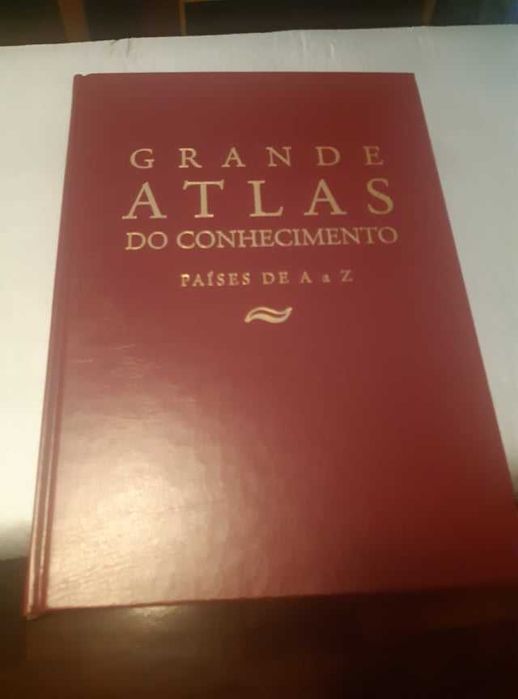 GRANDE
ATLAS
DO CONHECIMENTO
PAÍSES DE A a Z